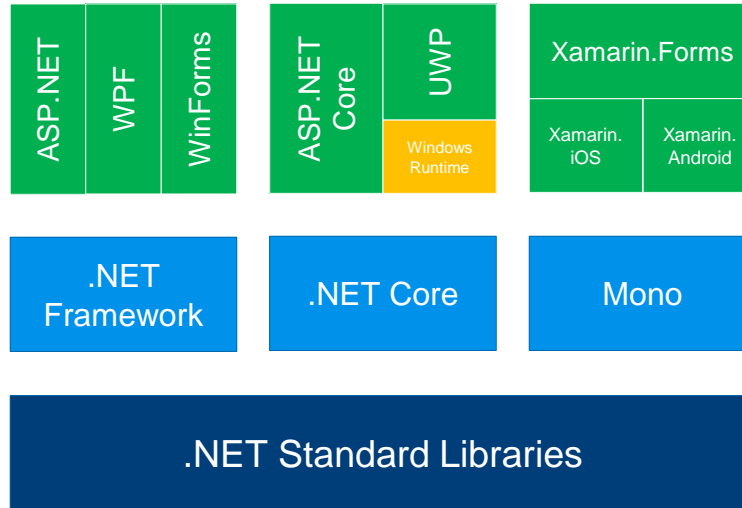 ASP.NET
WPF
WinForms
ASP.NET
Core
UWP
Windows
Runtime
Xamarin.Forms
Xamarin.
iOS
Xamarin.
Android
.NET
Framework
.NET Core
Mono
.NET Standard Libraries